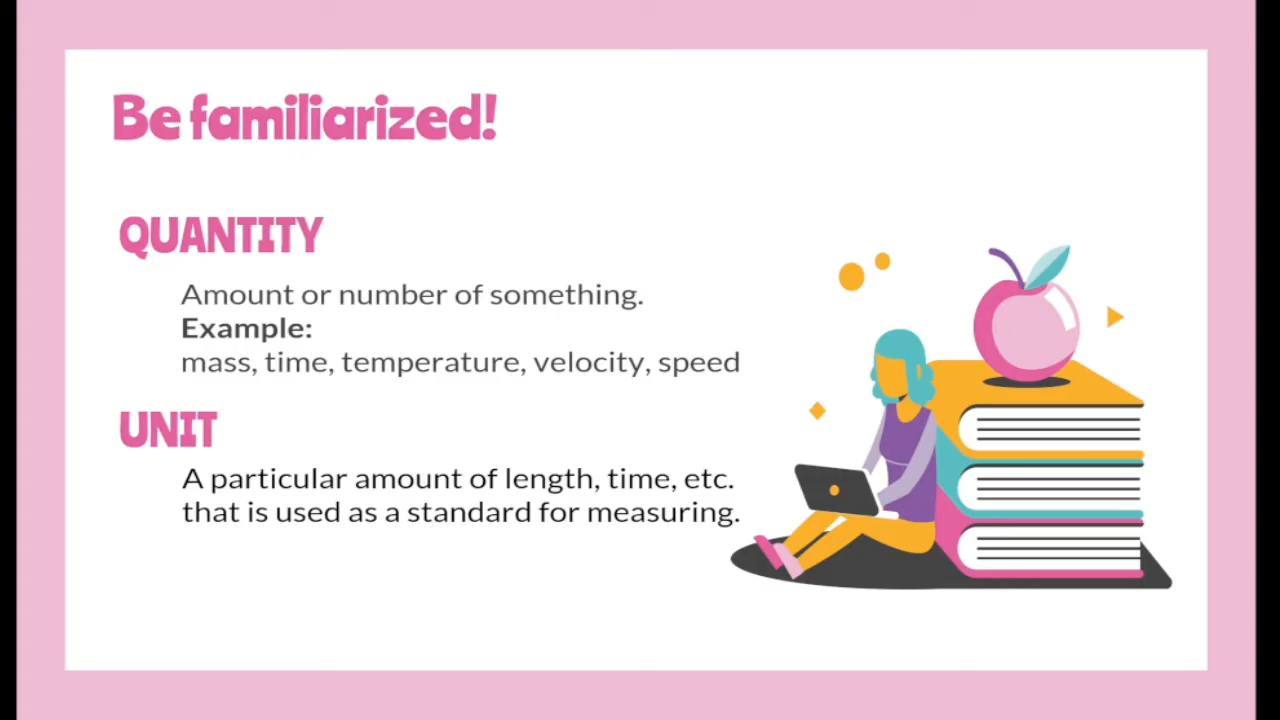 Be familiarized!
QUANTITY
Amount or number of something.
Example:
mass, time, temperature, velocity, speed
UNIT
A particular amount of length, time, etc.
that is used as a standard for measuring.